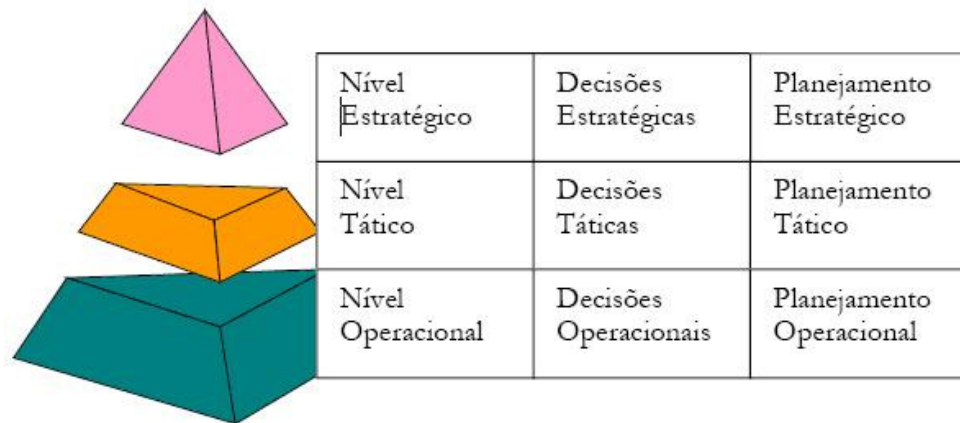 Nível
Estratégico
Decisões
Estratégicas
Planejamento
Estratégico
Nível
Tático
Decisões
Táticas
Planejamento
Tático
Nível
Operacional
Decisões
Operacionais
Planejamento
Operacional